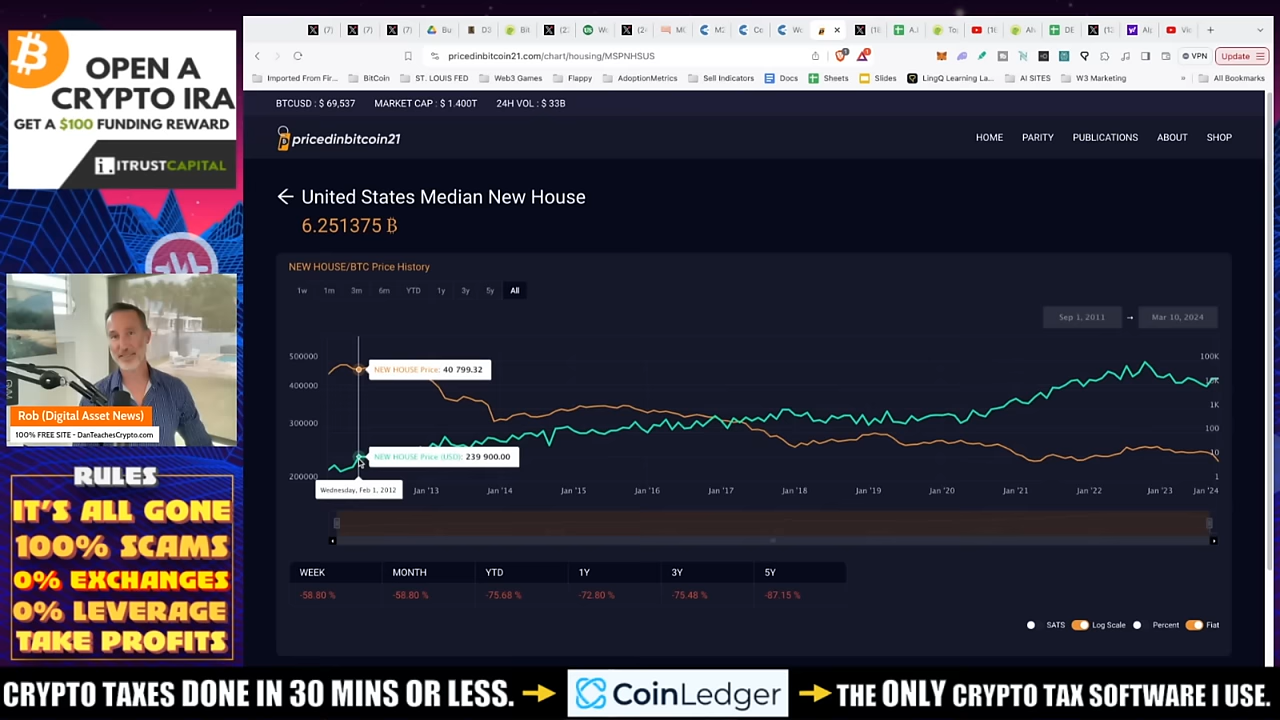 OPEN A
CRYPTO IRA
GET A $100 FUNDING REWARD
ITRUSTCAPITAL
Rob (Digital Asset News)
100% FREE SITE - DanTeachesCrypto.com
RULES
IT'S ALL GONE
100% SCAMS
0% EXCHANGES
0% LEVERAGE
TAKE PROFITS
pricedinbitcoin21.com/chart/housing/MSPNHSUS
VPN
Update
Imported From Fir...
BitCoin
ST. LOUIS FED
Web3 Games
Flappy
AdoptionMetrics
Sell Indicators
Docs
Sheets
Slides
LingQ Learning La...
AI SITES
W3 Marketing
All Bookmarks
BTCUSD : $ 69,537 MARKET CAP : $ 1.400T 24H VOL : $ 33B
pricedinbitcoin21
HOME PARITY PUBLICATIONS ABOUT SHOP
United States Median New House
6.251375 ₿
NEW HOUSE/BTC Price History
1w 1m 3m 6m YTD 1y 3y 5y All
Sep 1, 2011 → Mar 10, 2024
500000
400000
300000
200000
100K
1K
100
10
1
NEW HOUSE Price: 40 799.32
NEW HOUSE Price (USD): 239 900.00
Wednesday, Feb 1, 2012
Jan '13 Jan '14 Jan '15 Jan '16 Jan '17 Jan '18 Jan '19 Jan '20 Jan '21 Jan '22 Jan '23 Jan '24
WEEK MONTH YTD 1Y 3Y 5Y
-58.80 % -58.80 % -75.68 % -72.80 % -75.48 % -87.15 %
SATS Log Scale Percent Fiat
CRYPTO TAXES DONE IN 30 MINS OR LESS.
CoinLedger
THE ONLY CRYPTO TAX SOFTWARE I USE.